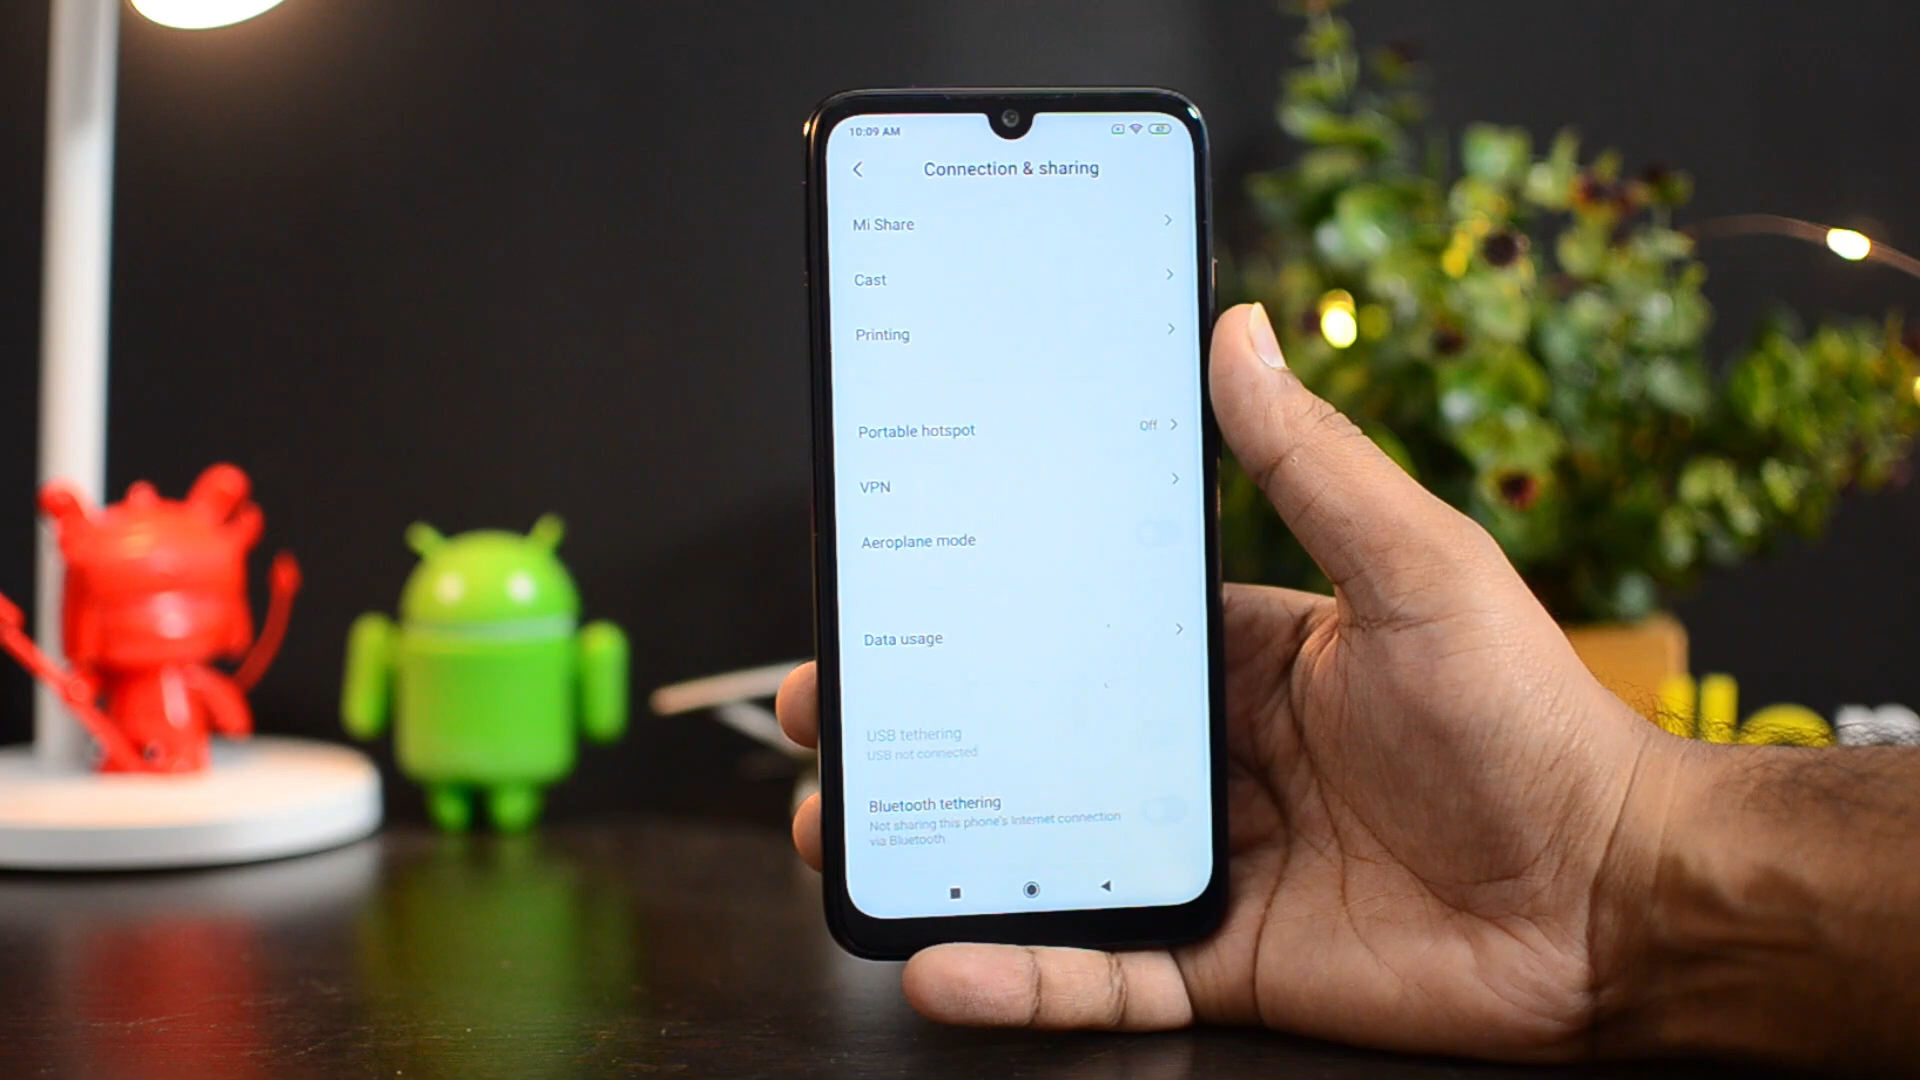 10:09 AM
47
Connection & sharing
Mi Share
Cast
Printing
Portable hotspot
Off
VPN
Aeroplane mode
Data usage
USB tethering
USB not connected
Bluetooth tethering
Not sharing this phone's Internet connection
via Bluetooth